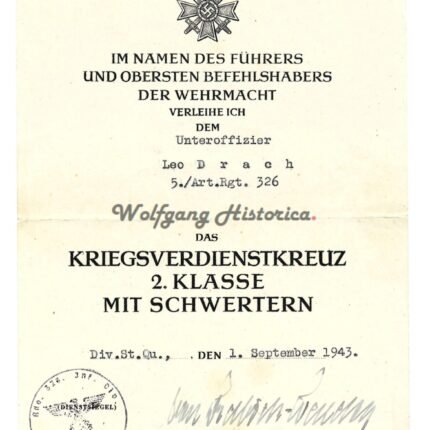 IM NAMEN DES FÜHRERS
UND OBERSTEN BEFEHLSHABERS
DER WEHRMACHT
VERLEIHE ICH
DEM
Unteroffizier
Leo D r a c h
5./Art.Rgt. 326
Wolfgang Historica.
DAS
KRIEGSVERDIENSTKREUZ
2. KLASSE
MIT SCHWERTERN
Div.St.Qu., , DEN 1. September 1943.
(DIENSTSIEGEL)